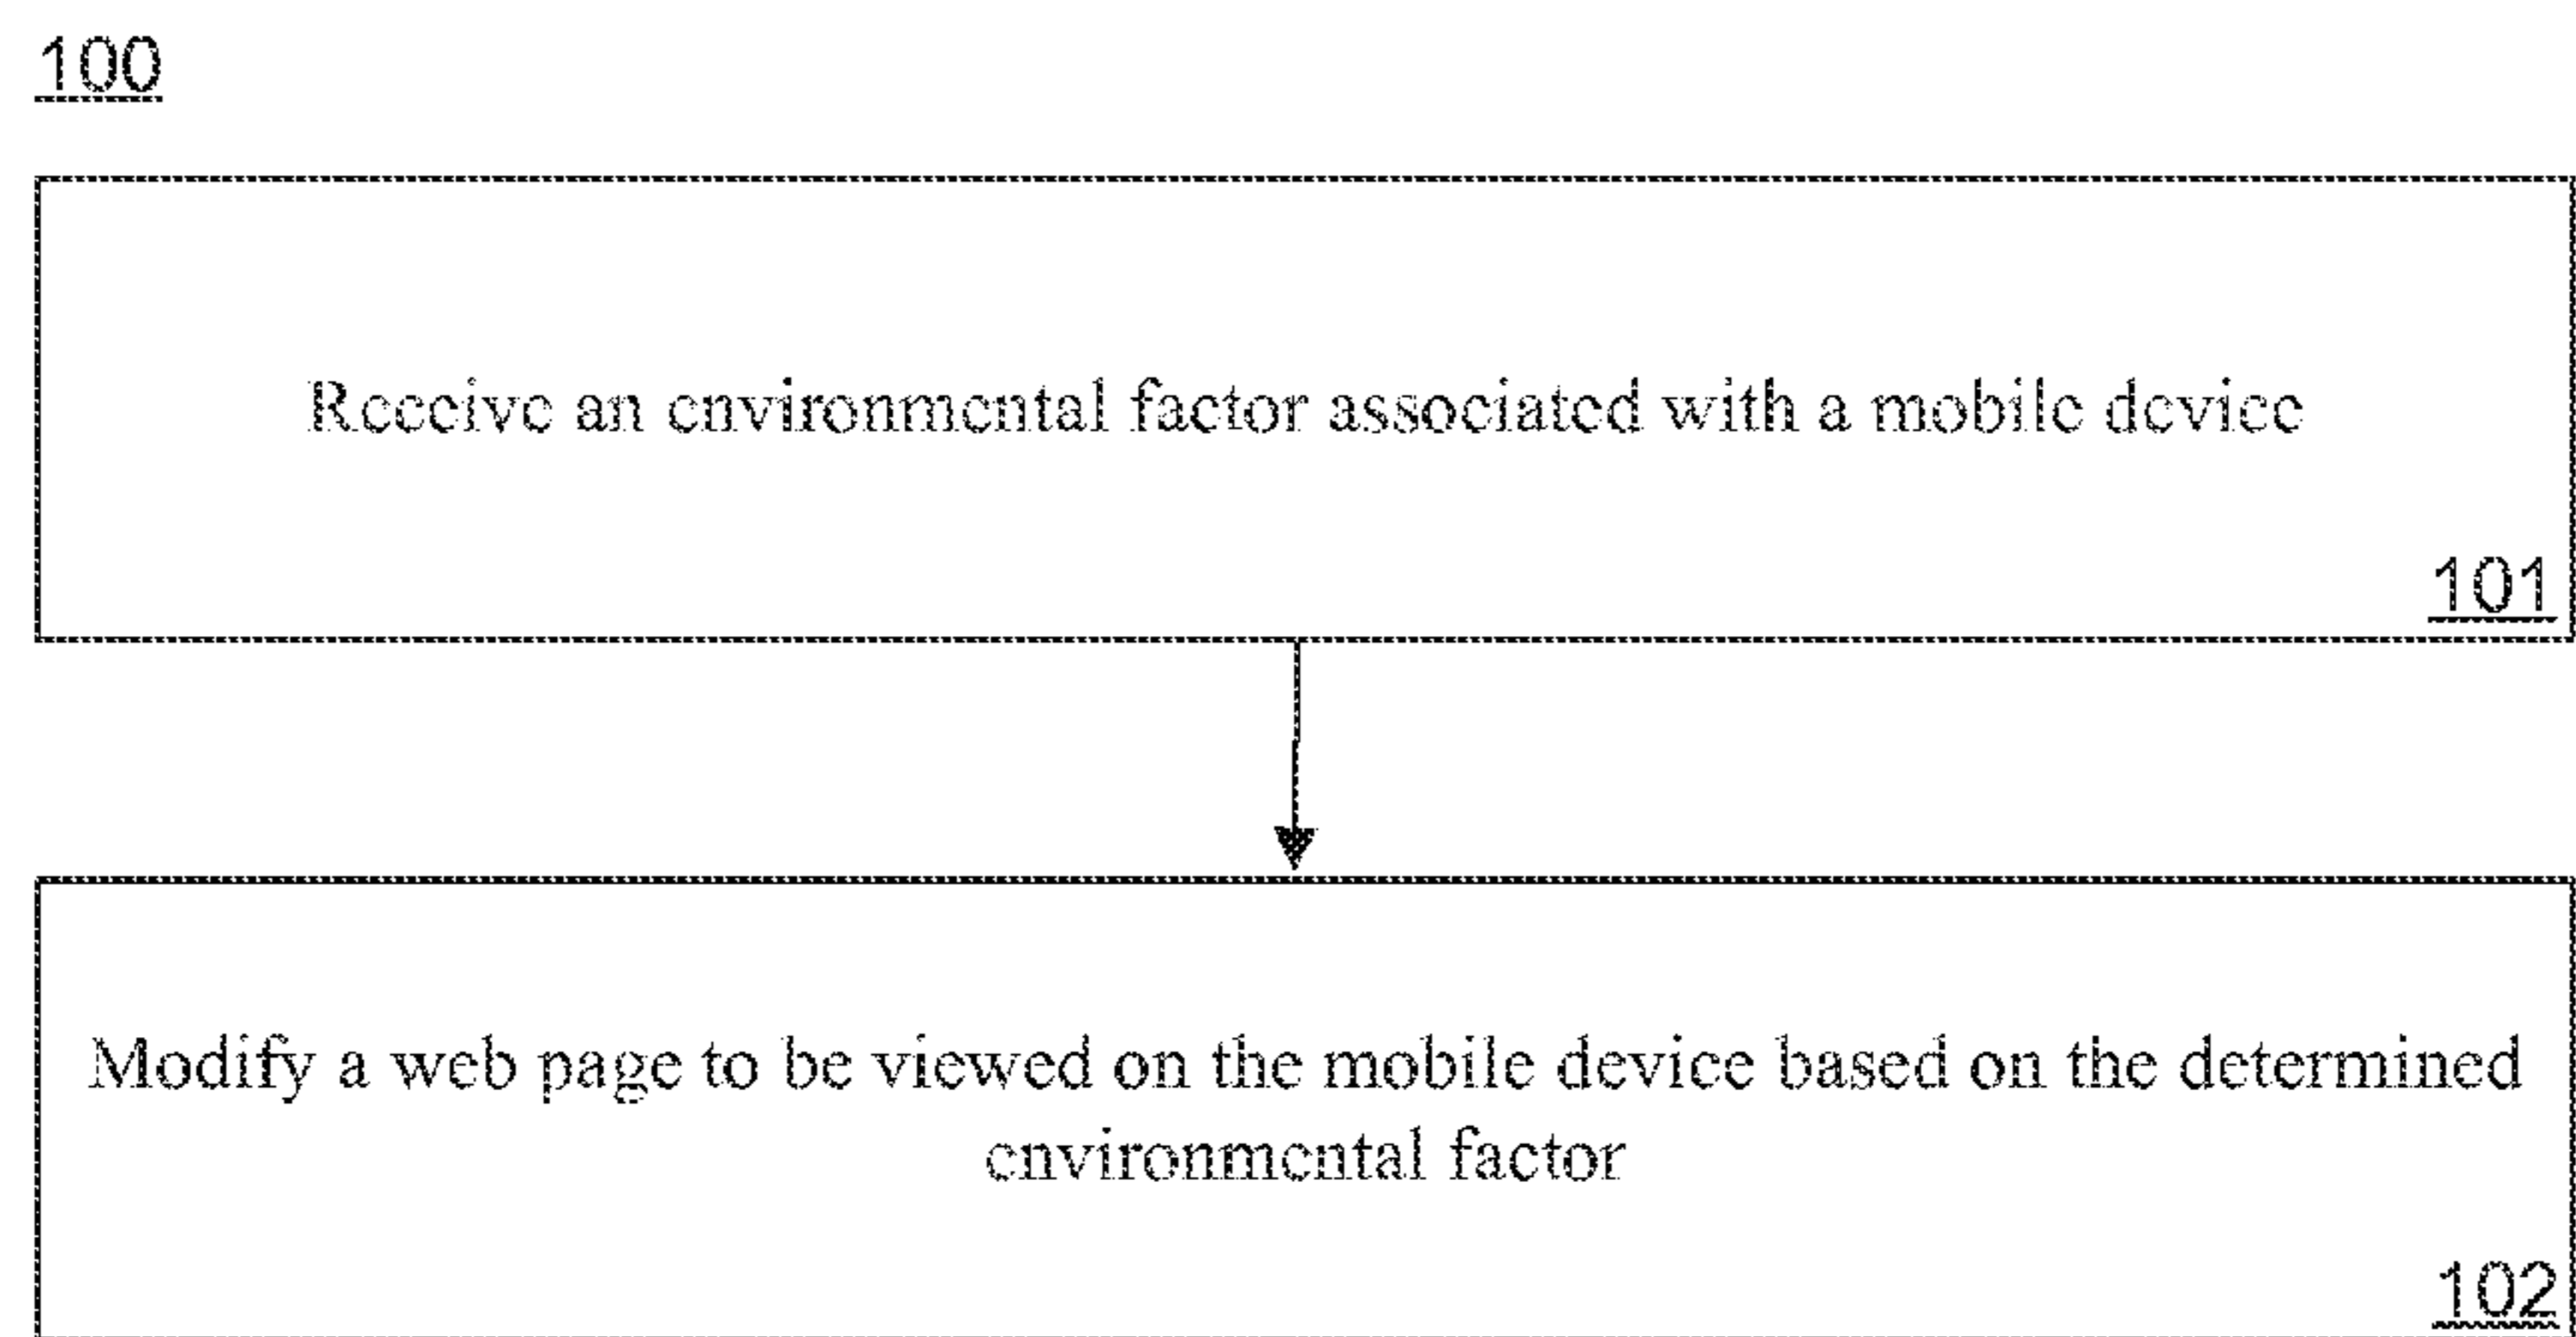 100
Receive an environmental factor associated with a mobile device
101
Modify a web page to be viewed on the mobile device based on the determined
environmental factor
102